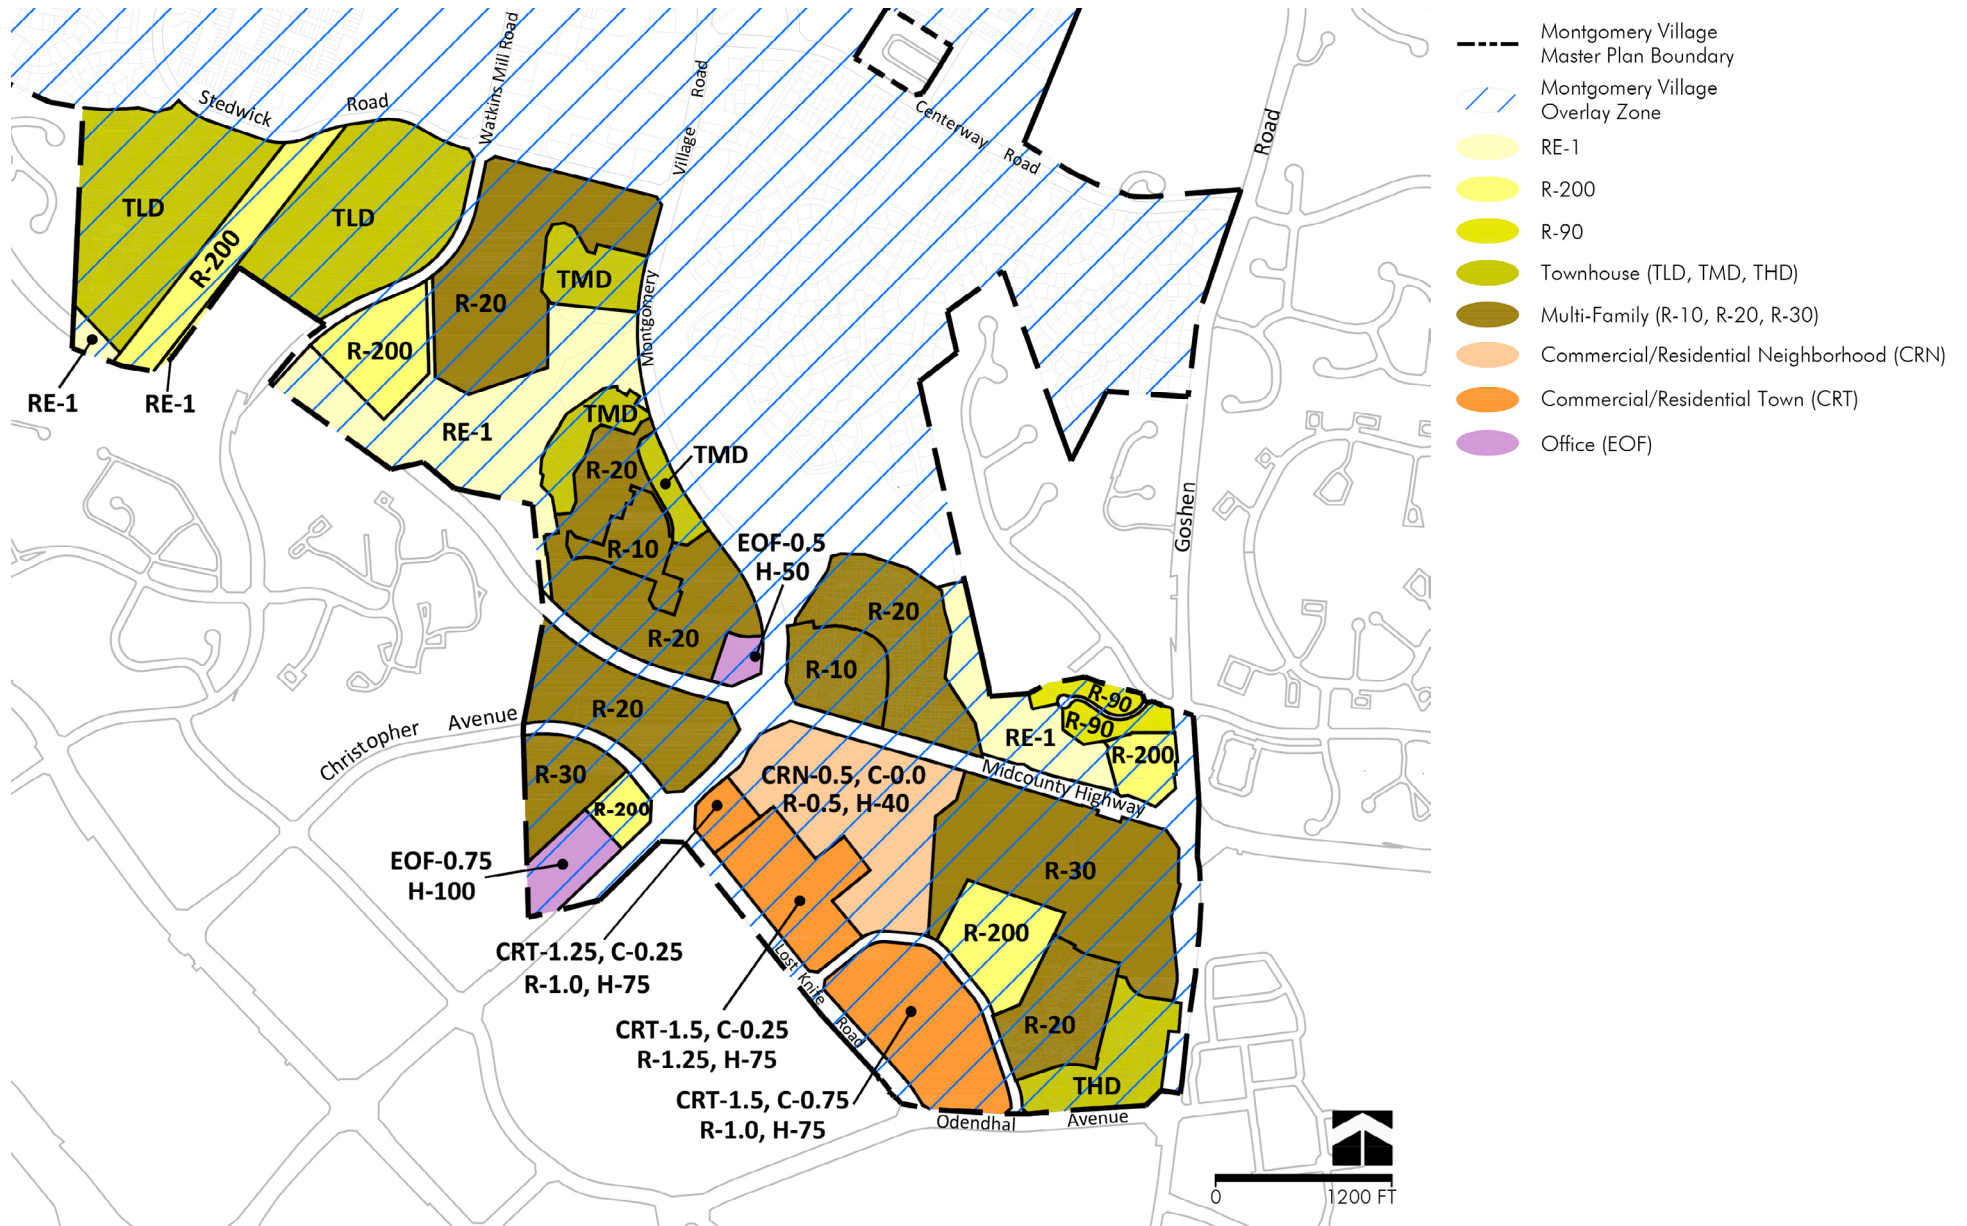 Montgomery Village
Master Plan Boundary
Montgomery Village
Overlay Zone
RE-1
R-200
R-90
Townhouse (TLD, TMD, THD)
Multi-Family (R-10, R-20, R-30)
Commercial/Residential Neighborhood (CRN)
Commercial/Residential Town (CRT)
Office (EOF)
Stedwick Road
Watkins Mill Road
Montgomery Village Road
Centerway Road
Goshen Road
TLD
R-200
TLD
R-20
TMD
R-200
RE-1
RE-1
RE-1
TMD
R-20
TMD
R-10
EOF-0.5
H-50
R-20
R-20
R-10
R-20
Christopher Avenue
R-30
R-200
EOF-0.75
H-100
R-90
R-90
RE-1
R-200
Midcounty Highway
CRN-0.5, C-0.0
R-0.5, H-40
R-30
R-200
R-20
THD
CRT-1.25, C-0.25
R-1.0, H-75
CRT-1.5, C-0.25
R-1.25, H-75
CRT-1.5, C-0.75
R-1.0, H-75
Lost Knife Road
Odendhal Avenue
0 1200 FT